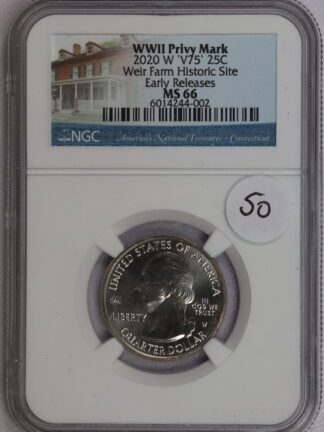 WWII Privy Mark
2020 W 'V75' 25C
Weir Farm Historic Site
Early Releases
MS 66
6014244-002
NGC
America's National Treasures - Connecticut
50
UNITED STATES OF AMERICA
LIBERTY
IN
GOD WE
TRUST
W
QUARTER DOLLAR